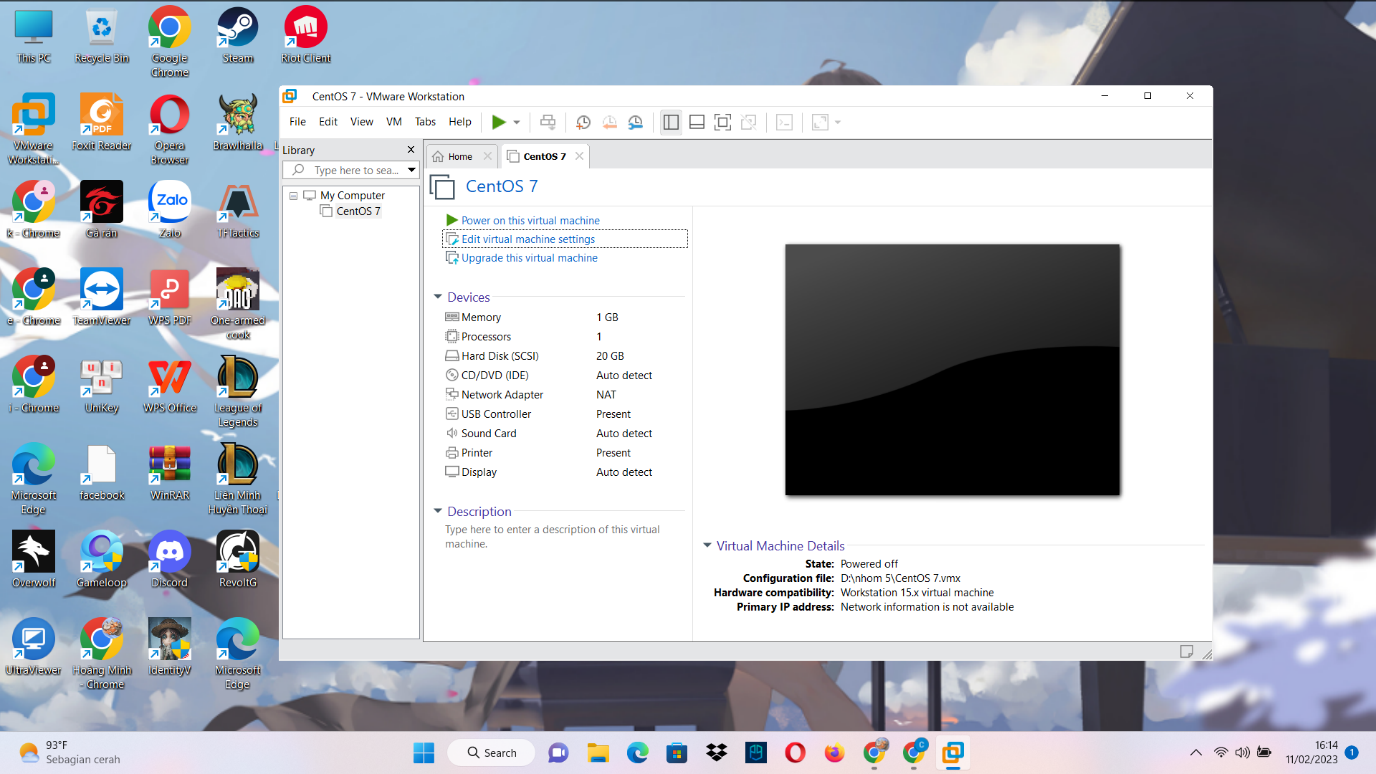 This PC
Recycle Bin
Google
Chrome
Steam
Riot Client
VMware
Workstati...
Foxit Reader
Opera
Browser
Brawlhalla
k - Chrome
Gà rán
Zalo
TFTactics
e - Chrome
TeamViewer
WPS PDF
One-armed
cook
i - Chrome
UniKey
WPS Office
League of
Legends
Microsoft
Edge
facebook
WinRAR
Liên Minh
Huyền Thoại
Overwolf
Gameloop
Discord
RevoltG
UltraViewer
Hoàng Minh
- Chrome
IdentityV
Microsoft
Edge
CentOS 7 - VMware Workstation
File Edit View VM Tabs Help
Library
Type here to sea...
My Computer
CentOS 7
Home
CentOS 7
CentOS 7
Power on this virtual machine
Edit virtual machine settings
Upgrade this virtual machine
Devices
Memory 1 GB
Processors 1
Hard Disk (SCSI) 20 GB
CD/DVD (IDE) Auto detect
Network Adapter NAT
USB Controller Present
Sound Card Auto detect
Printer Present
Display Auto detect
Description
Type here to enter a description of this virtual
machine.
Virtual Machine Details
State: Powered off
Configuration file: D:\nhom 5\CentOS 7.vmx
Hardware compatibility: Workstation 15.x virtual machine
Primary IP address: Network information is not available
93°F
Sebagian cerah
Search
16:14
11/02/2023
1